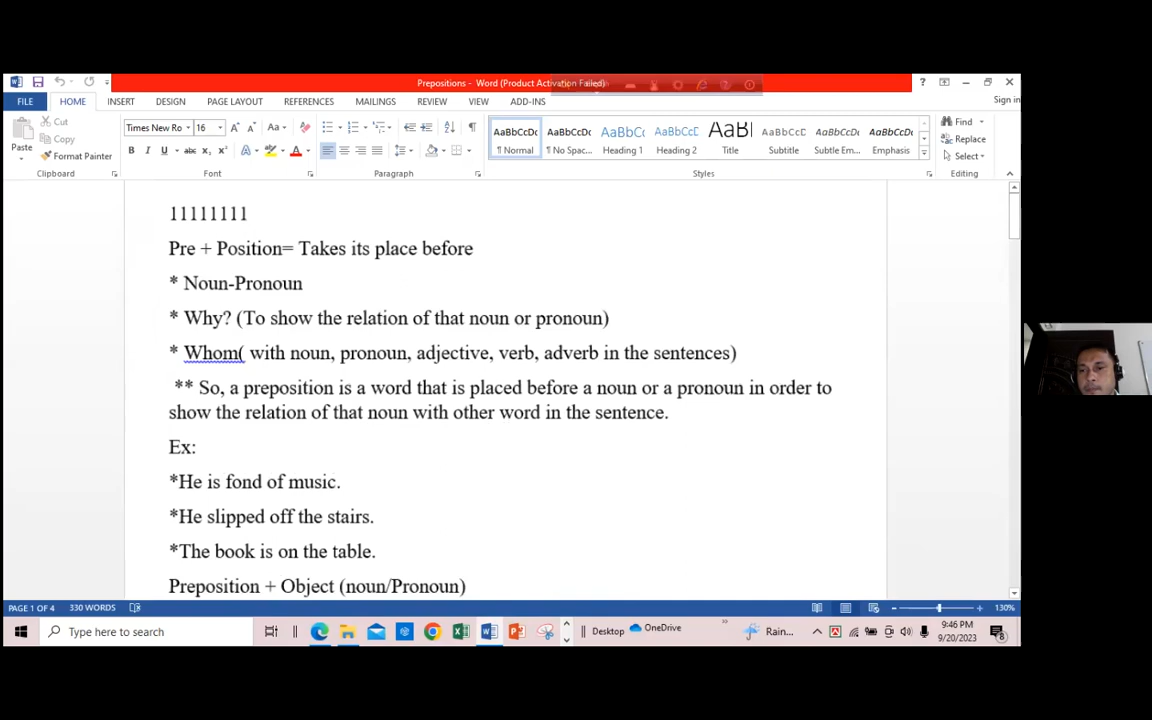 Prepositions - Word (Product Activation Failed)
Sign in
FILE HOME INSERT DESIGN PAGE LAYOUT REFERENCES MAILINGS REVIEW VIEW ADD-INS
Paste
Cut
Copy
Format Painter
Clipboard
Times New Ro 16
Font
Paragraph
AaBbCcDc AaBbCcDc AaBbC AaBbCcD AaB AaBbCcD AaBbCcDc AaBbCcDc
¶ Normal ¶ No Spac... Heading 1 Heading 2 Title Subtitle Subtle Em... Emphasis
Styles
Find
Replace
Select
Editing
11111111
Pre + Position= Takes its place before
* Noun-Pronoun
* Why? (To show the relation of that noun or pronoun)
* Whom( with noun, pronoun, adjective, verb, adverb in the sentences)
** So, a preposition is a word that is placed before a noun or a pronoun in order to
show the relation of that noun with other word in the sentence.
Ex:
*He is fond of music.
*He slipped off the stairs.
*The book is on the table.
Preposition + Object (noun/Pronoun)
PAGE 1 OF 4 330 WORDS 130%
Type here to search
Desktop OneDrive Rain...
9:46 PM
9/20/2023
8